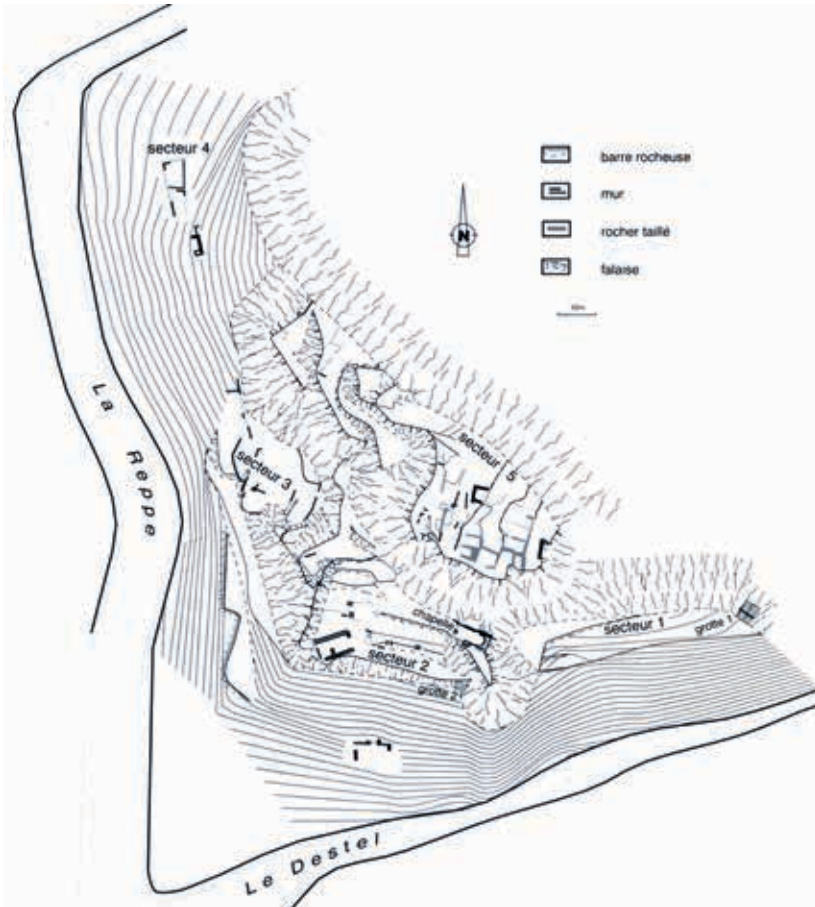 secteur 4
barre rocheuse
mur
N
rocher taillé
falaise
La Reppe
secteur 5
secteur 3
chapelle
secteur 1
grotte 1
secteur 2
grotte 2
Le Destel